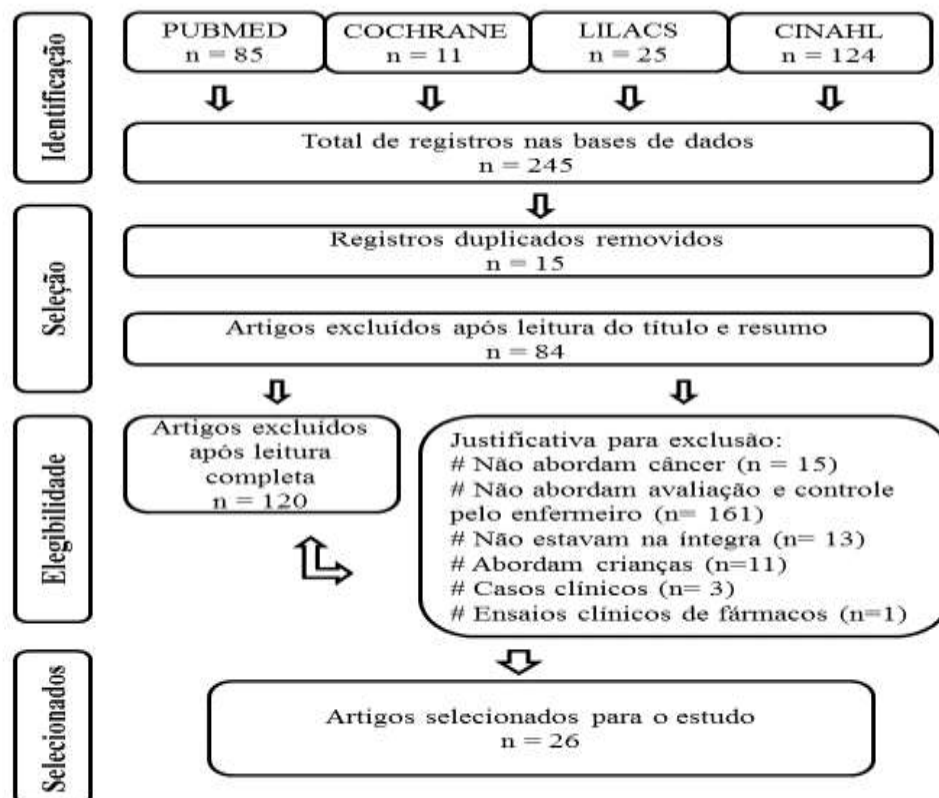 Identificação
PUBMED
n = 85
COCHRANE
n = 11
LILACS
n = 25
CINAHL
n = 124
Total de registros nas bases de dados
n = 245
Seleção
Registros duplicados removidos
n = 15
Artigos excluídos após leitura do título e resumo
n = 84
Elegibilidade
Artigos excluídos
após leitura
completa
n = 120
Justificativa para exclusão:
# Não abordam câncer (n = 15)
# Não abordam avaliação e controle
pelo enfermeiro (n= 161)
# Não estavam na íntegra (n= 13)
# Abordam crianças (n=11)
# Casos clínicos (n= 3)
# Ensaios clínicos de fármacos (n=1)
Selecionados
Artigos selecionados para o estudo
n = 26